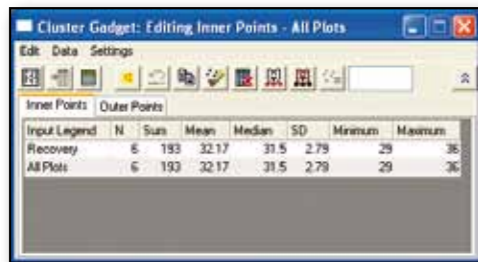 Cluster Gadget: Editing Inner Points - All Plots
Edit Data Settings
Inner Points Outer Points
Input Legend N Sum Mean Median SD Minimum Maximum
Recovery 6 193 32.17 31.5 2.79 29 36
All Plots 6 193 32.17 31.5 2.79 29 36